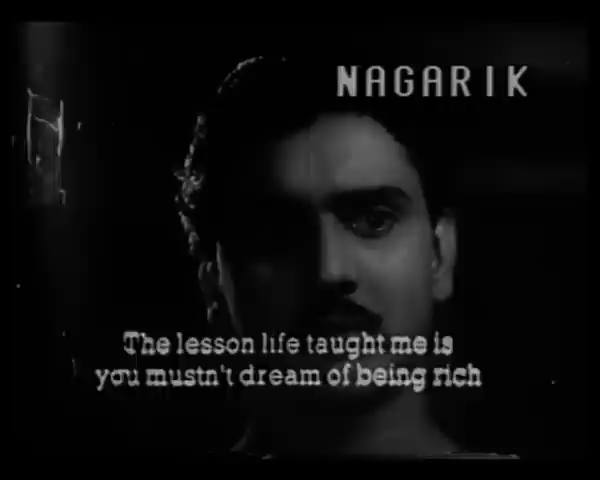 NAGARIK
The lesson life taught me is
you mustn't dream of being rich